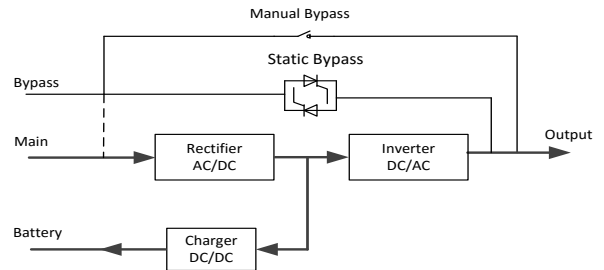 Manual Bypass
Static Bypass
Bypass
Main
Rectifier
AC/DC
Inverter
DC/AC
Output
Battery
Charger
DC/DC